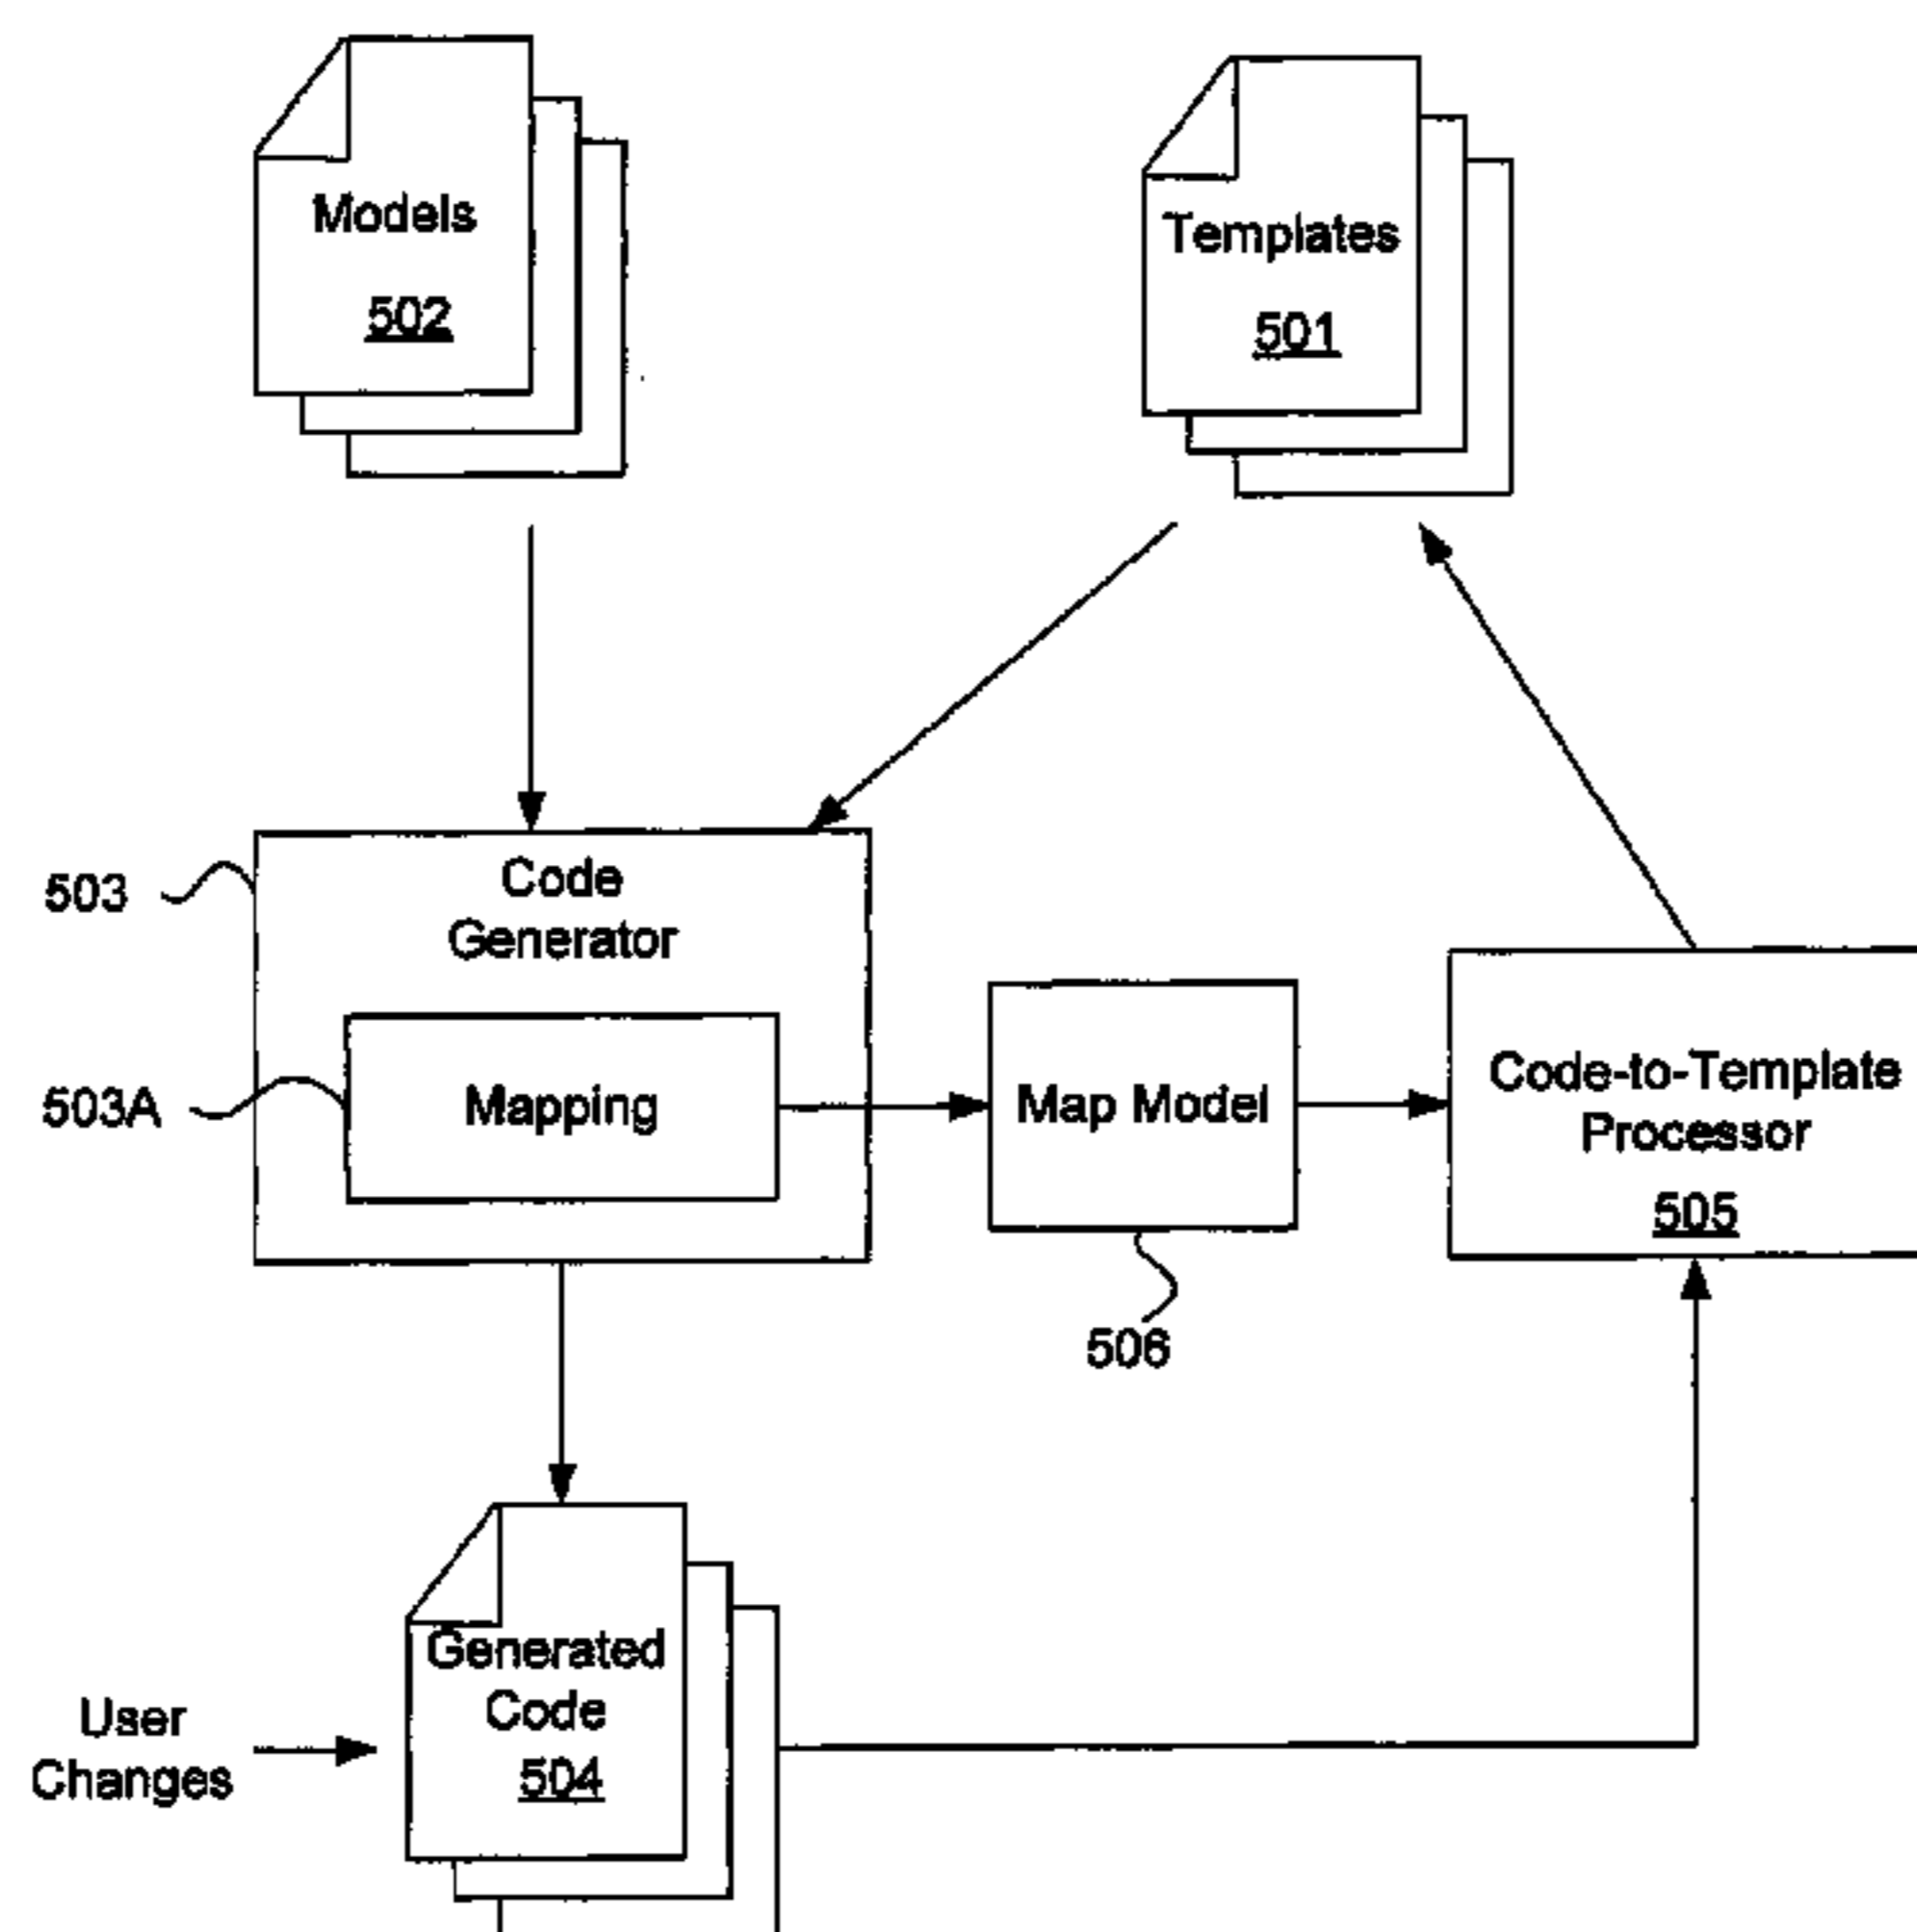 Models
502
Templates
501
503
Code
Generator
503A
Mapping
Map Model
506
Code-to-Template
Processor
505
Generated
Code
504
User
Changes